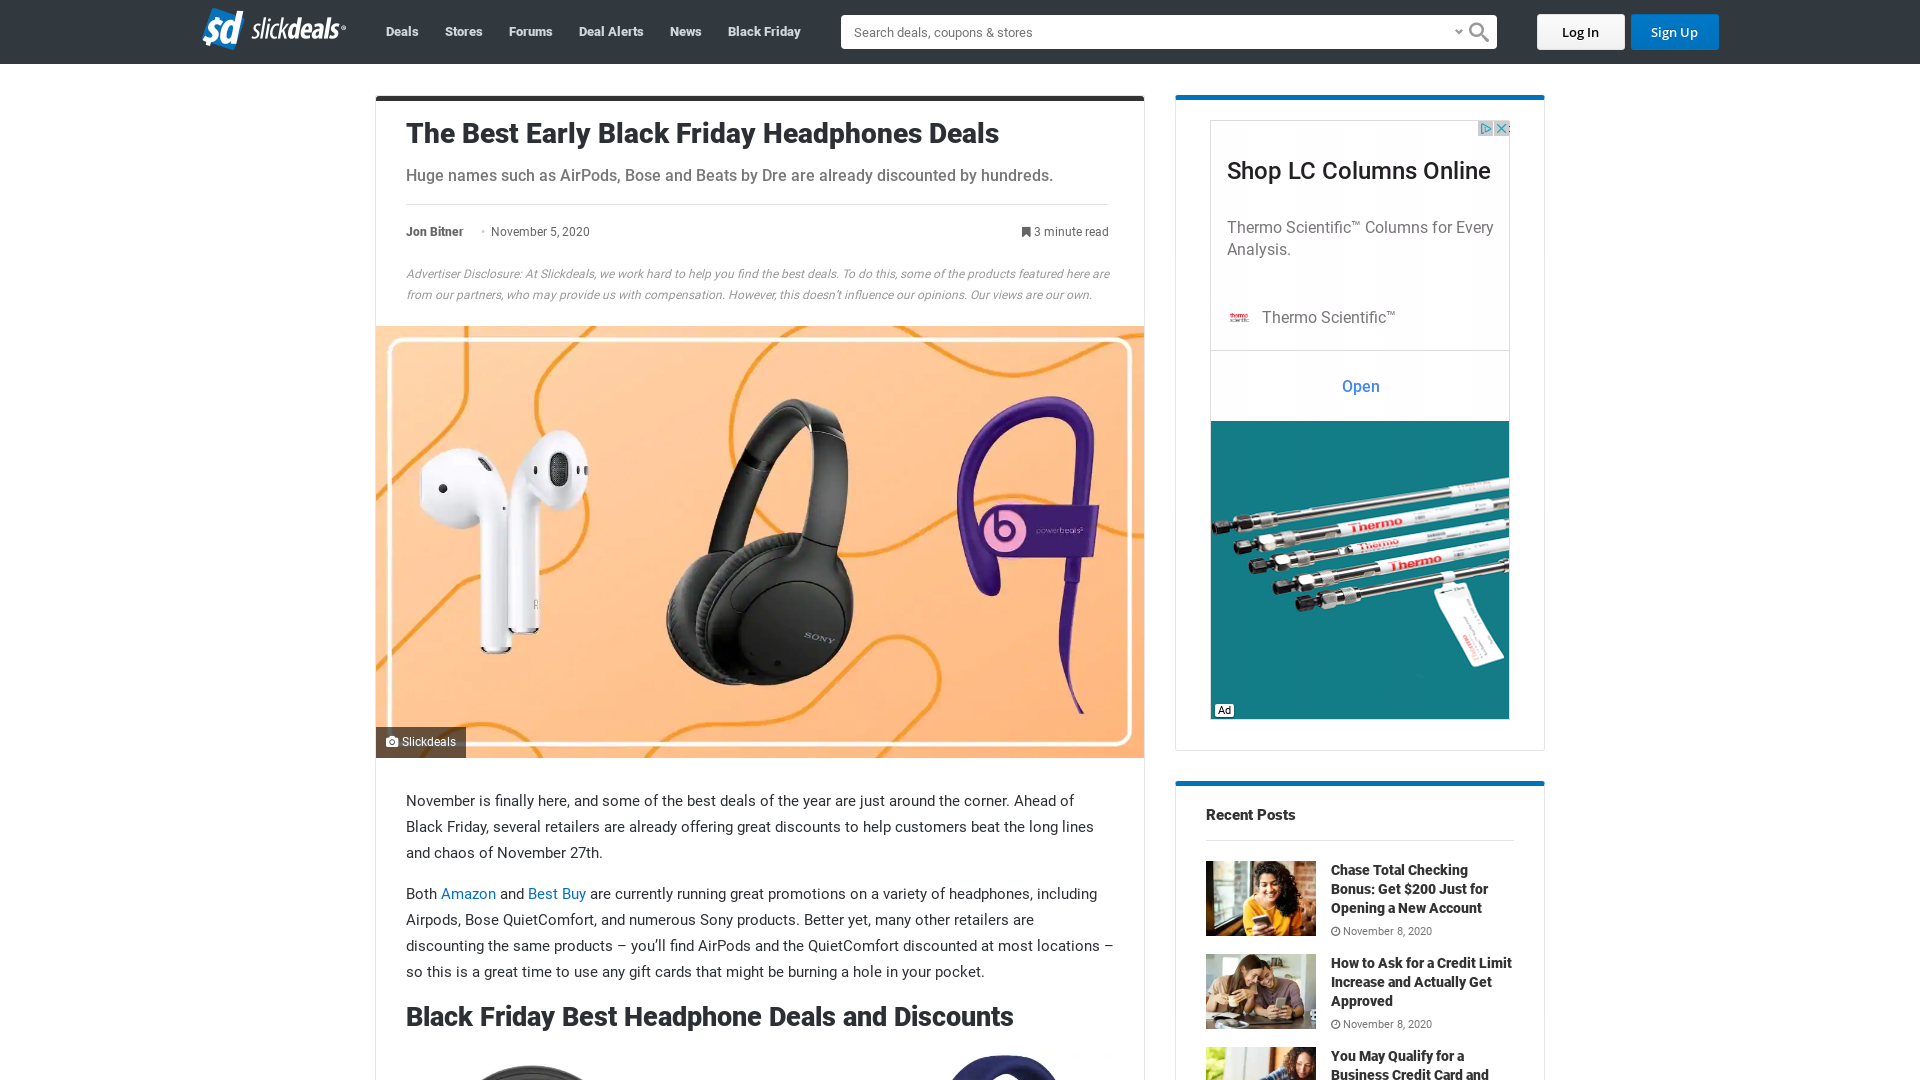 sd slickdeals
Deals
Stores
Forums
Deal Alerts
News
Black Friday
Search deals, coupons & stores
Log In
Sign Up
The Best Early Black Friday Headphones Deals
Huge names such as AirPods, Bose and Beats by Dre are already discounted by hundreds.
Jon Bitner
November 5, 2020
3 minute read
Advertiser Disclosure: At Slickdeals, we work hard to help you find the best deals. To do this, some of the products featured here are
from our partners, who may provide us with compensation. However, this doesn’t influence our opinions. Our views are our own.
R
SONY
b
powerbeats3
Slickdeals
November is finally here, and some of the best deals of the year are just around the corner. Ahead of
Black Friday, several retailers are already offering great discounts to help customers beat the long lines
and chaos of November 27th.
Both Amazon and Best Buy are currently running great promotions on a variety of headphones, including
Airpods, Bose QuietComfort, and numerous Sony products. Better yet, many other retailers are
discounting the same products – you’ll find AirPods and the QuietComfort discounted at most locations –
so this is a great time to use any gift cards that might be burning a hole in your pocket.
Black Friday Best Headphone Deals and Discounts
Shop LC Columns Online
Thermo Scientific™ Columns for Every
Analysis.
thermo
scientific
Thermo Scientific™
Open
Thermo
Thermo
Thermo
Thermo
Ad
Recent Posts
Chase Total Checking
Bonus: Get $200 Just for
Opening a New Account
November 8, 2020
How to Ask for a Credit Limit
Increase and Actually Get
Approved
November 8, 2020
You May Qualify for a
Business Credit Card and